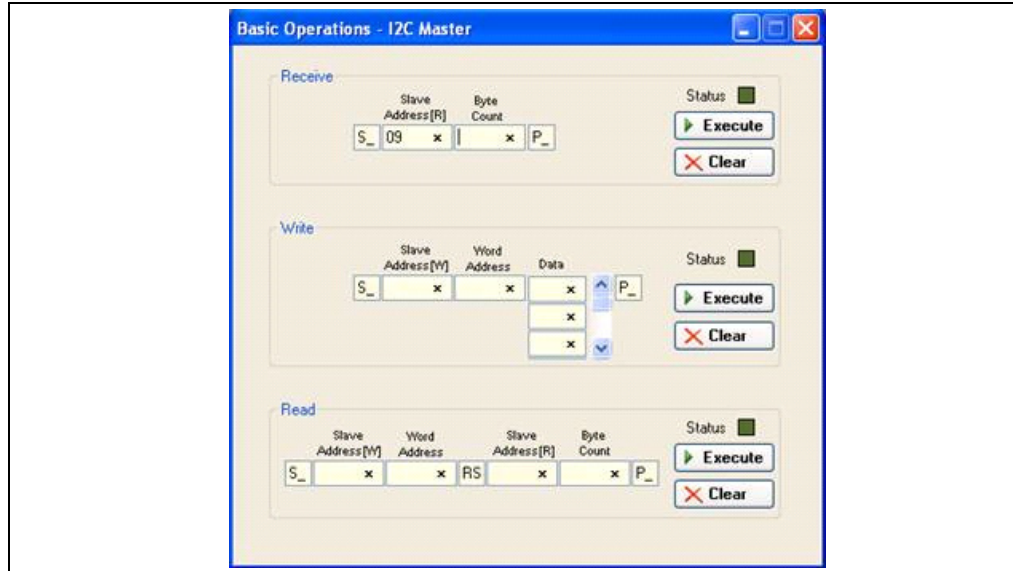 Basic Operations - I2C Master
Receive
Status
Slave Address[R]
Byte Count
S_ 09 x x P_
Execute
Clear
Write
Status
Slave Address[W]
Word Address
Data
S_ x x x P_
x
x
Execute
Clear
Read
Status
Slave Address[W]
Word Address
Slave Address[R]
Byte Count
S_ x x RS x x P_
Execute
Clear